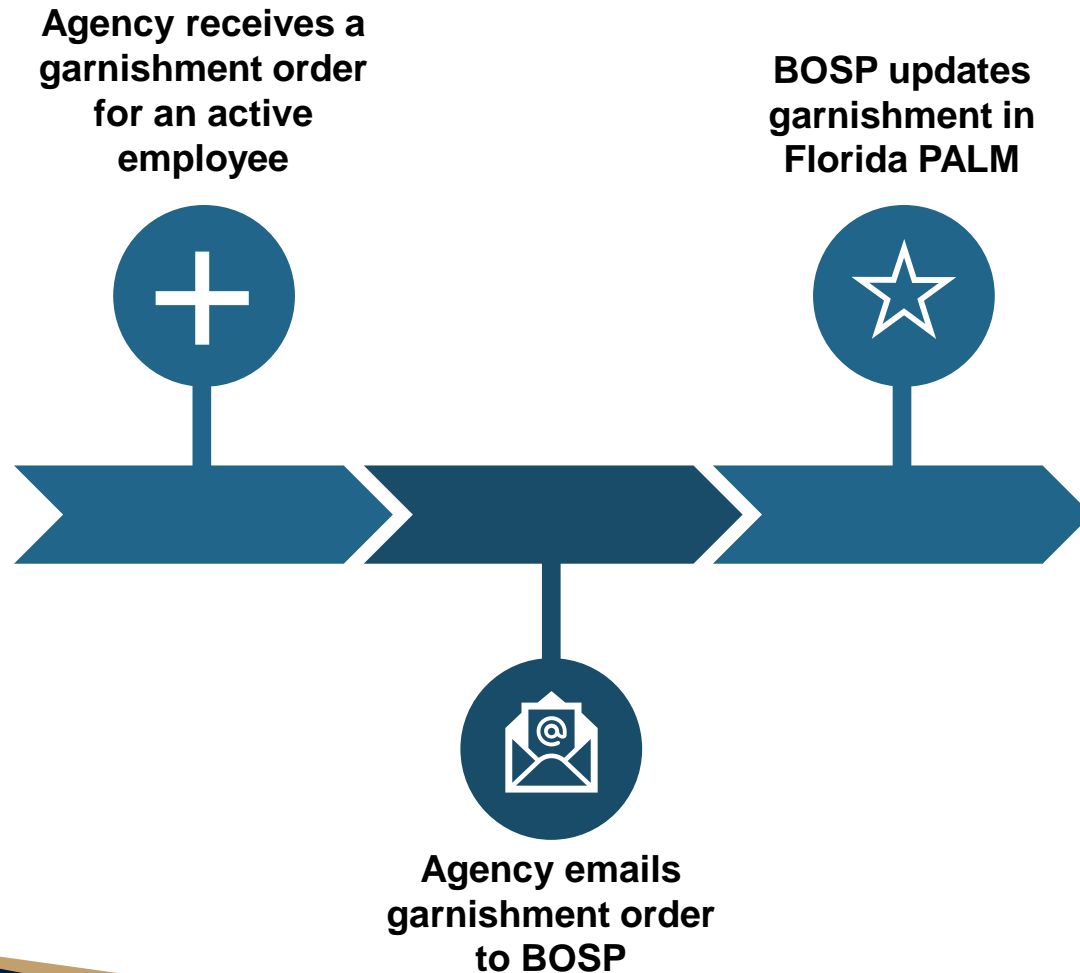 Agency receives a
garnishment order
for an active
employee
@
Agency emails
garnishment order
to BOSP
BOSP updates
garnishment in
Florida PALM